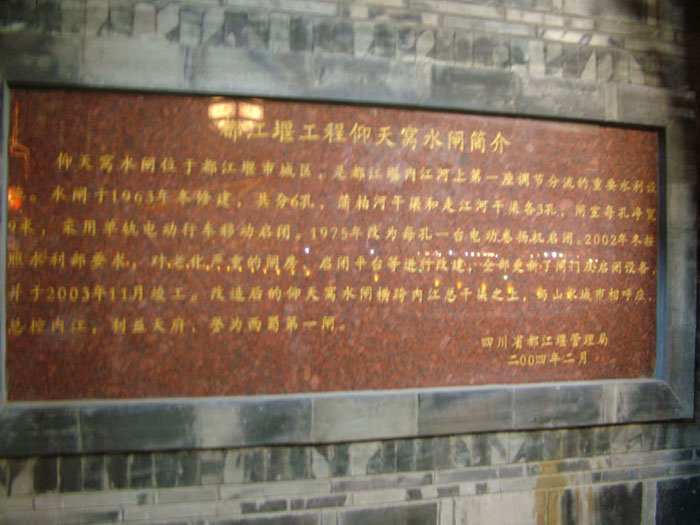 都江堰工程仰天窝水闸简介
仰天窝水闸位于都江堰市城区，是都江堰内江河上第一座调节分流的重要水利设
施。水闸于1963年冬修建，共分6孔，蒲柏河干渠和走江河干渠各3孔，闸室每孔净宽
9米，采用单轨电动行车移动启闭。1975年改为每孔一台电动卷扬机启闭。2002年冬按
照水利部要求，对老化严重的闸房、启闭平台等进行改建，全部更新了闸门及启闭设备，
并于2003年11月竣工。改造后的仰天窝水闸横跨内江总干渠之上，与山水城市相呼应，
总控内江，利益天府，誉为西蜀第一闸。
四川省都江堰管理局
二00四年二月